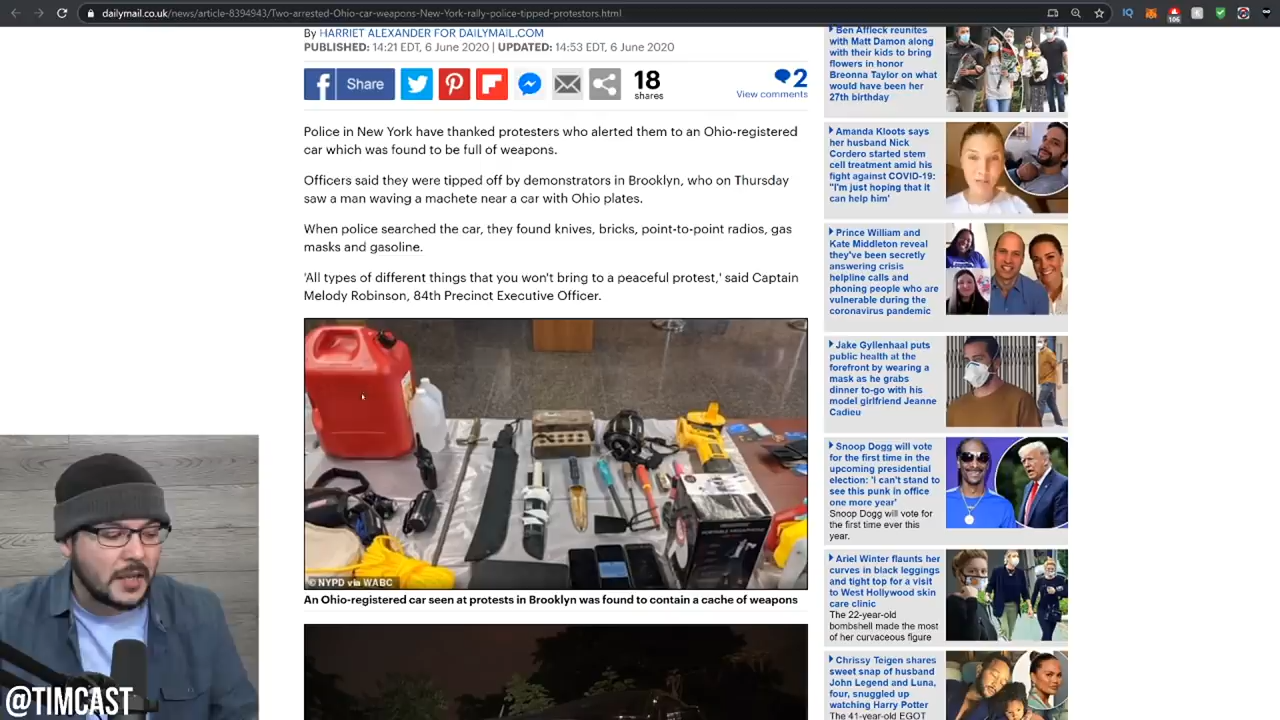 dailymail.co.uk/news/article-8394943/Two-arrested-Ohio-car-weapons-New-York-rally-police-tipped-protestors.html
106
By HARRIET ALEXANDER FOR DAILYMAIL.COM
PUBLISHED: 14:21 EDT, 6 June 2020 | UPDATED: 14:53 EDT, 6 June 2020
Share
18
shares
2
View comments
Police in New York have thanked protesters who alerted them to an Ohio-registered
car which was found to be full of weapons.
Officers said they were tipped off by demonstrators in Brooklyn, who on Thursday
saw a man waving a machete near a car with Ohio plates.
When police searched the car, they found knives, bricks, point-to-point radios, gas
masks and gasoline.
'All types of different things that you won't bring to a peaceful protest,' said Captain
Melody Robinson, 84th Precinct Executive Officer.
© NYPD via WABC
An Ohio-registered car seen at protests in Brooklyn was found to contain a cache of weapons
Ben Affleck reunites
with Matt Damon along
with their kids to bring
flowers in honor
Breonna Taylor on what
would have been her
27th birthday
Amanda Kloots says
her husband Nick
Cordero started stem
cell treatment amid his
fight against COVID-19:
"I'm just hoping that it
can help him'
Prince William and
Kate Middleton reveal
they've been secretly
answering crisis
helpline calls and
phoning people who are
vulnerable during the
coronavirus pandemic
Jake Gyllenhaal puts
public health at the
forefront by wearing a
mask as he grabs
dinner to-go with his
model girlfriend Jeanne
Cadieu
Snoop Dogg will vote
for the first time in the
upcoming presidential
election: 'I can't stand to
see this punk in office
one more year'
Snoop Dogg will vote for
the first time ever this
year.
Ariel Winter flaunts her
curves in black leggings
and tight top for a visit
to West Hollywood skin
care clinic
The 22-year-old
bombshell made the most
of her curvaceous figure
Chrissy Teigen shares
sweet snap of husband
John Legend and Luna,
four, snuggled up
watching Harry Potter
The 41-year-old EGOT
@TIMCAST